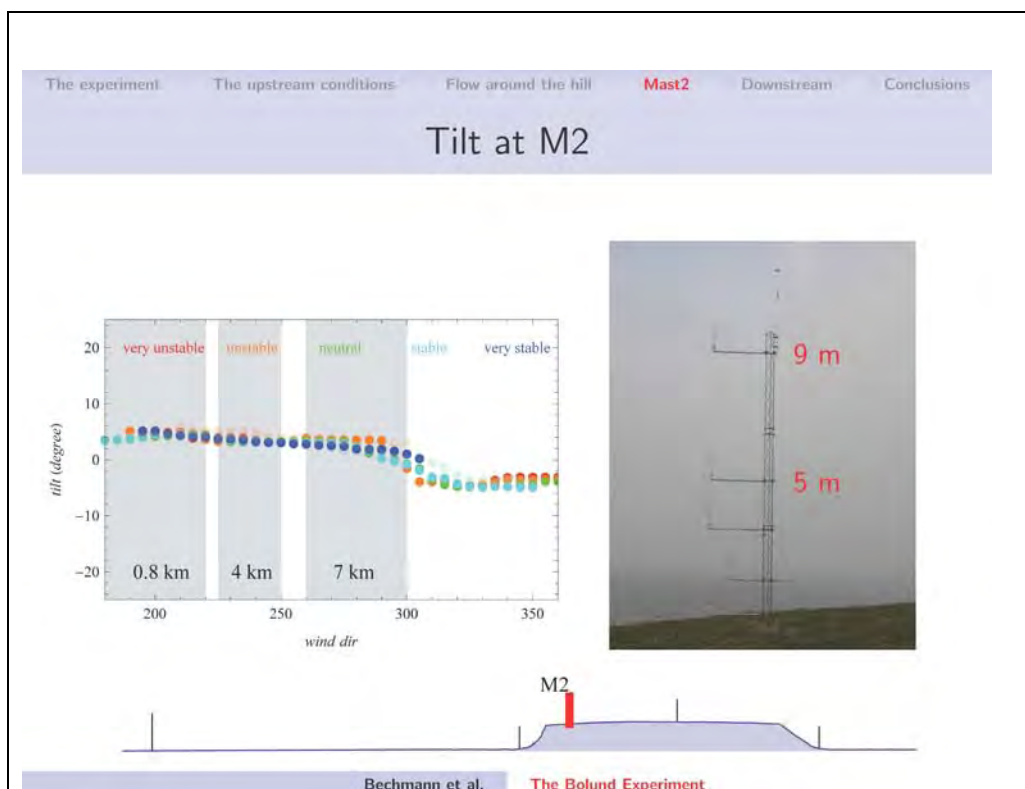 The experiment The upstream conditions Flow around the hill Mast2 Downstream Conclusions
Tilt at M2
very unstable unstable neutral stable very stable
20
10
0
−10
−20
tilt (degree)
0.8 km 4 km 7 km
200 250 300 350
wind dir
9 m
5 m
M2
Bechmann et al. The Bolund Experiment